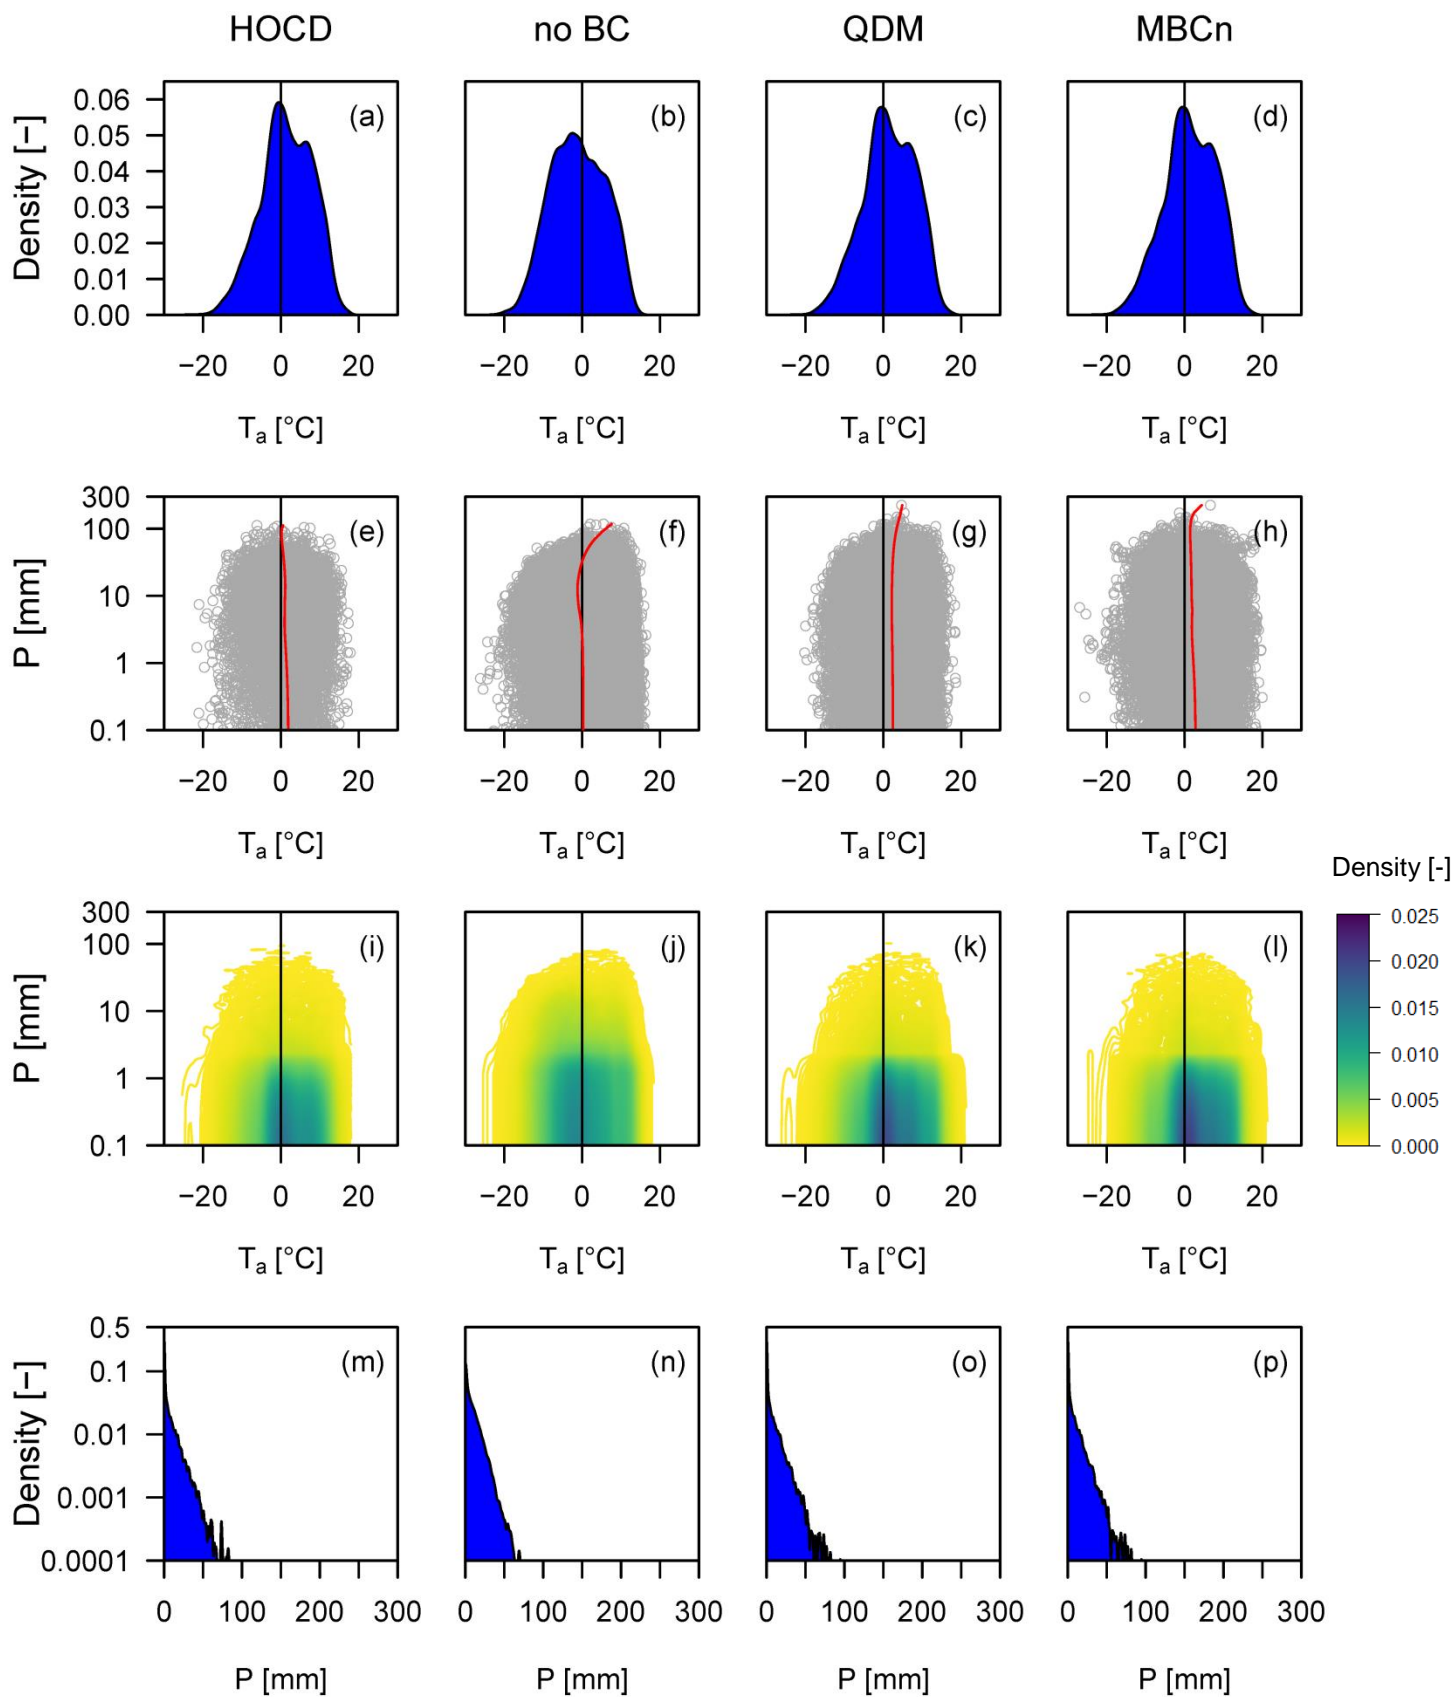 HOCD no BC QDM MBCn
Density [−]
0.06
0.05
0.04
0.03
0.02
0.01
0.00
(a) (b) (c) (d)
−20 0 20 −20 0 20 −20 0 20 −20 0 20
Ta [°C] Ta [°C] Ta [°C] Ta [°C]
P [mm]
300
100
10
1
0.1
(e) (f) (g) (h)
−20 0 20 −20 0 20 −20 0 20 −20 0 20
Ta [°C] Ta [°C] Ta [°C] Ta [°C]
P [mm]
300
100
10
1
0.1
(i) (j) (k) (l)
−20 0 20 −20 0 20 −20 0 20 −20 0 20
Ta [°C] Ta [°C] Ta [°C] Ta [°C]
Density [-]
0.025
0.020
0.015
0.010
0.005
0.000
Density [−]
0.5
0.1
0.01
0.001
0.0001
(m) (n) (o) (p)
0 100 200 300 0 100 200 300 0 100 200 300 0 100 200 300
P [mm] P [mm] P [mm] P [mm]